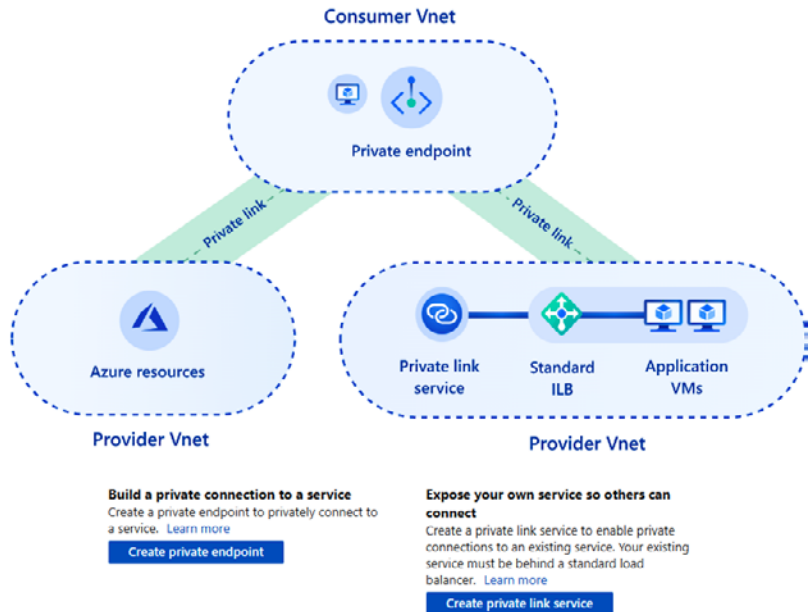 Consumer Vnet
Private endpoint
Private link
Private link
Azure resources
Private link
service
Standard
ILB
Application
VMs
Provider Vnet
Provider Vnet
Build a private connection to a service
Create a private endpoint to privately connect to
a service. Learn more
Create private endpoint
Expose your own service so others can
connect
Create a private link service to enable private
connections to an existing service. Your existing
service must be behind a standard load
balancer. Learn more
Create private link service